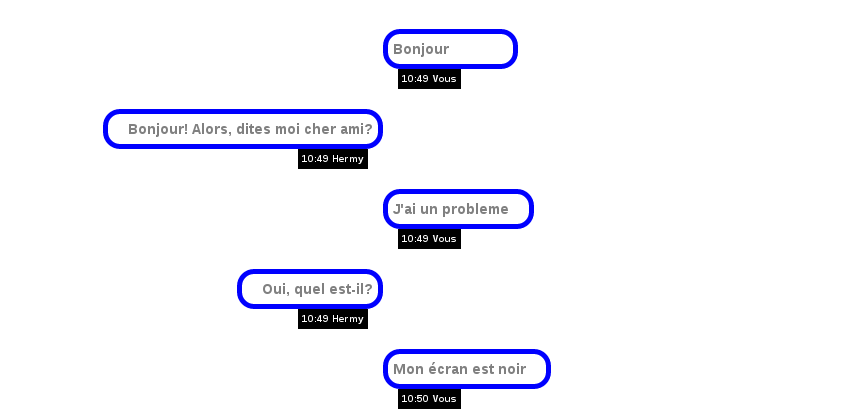 Bonjour
10:49 Vous
Bonjour! Alors, dites moi cher ami?
10:49 Hermy
J'ai un probleme
10:49 Vous
Oui, quel est-il?
10:49 Hermy
Mon écran est noir
10:50 Vous